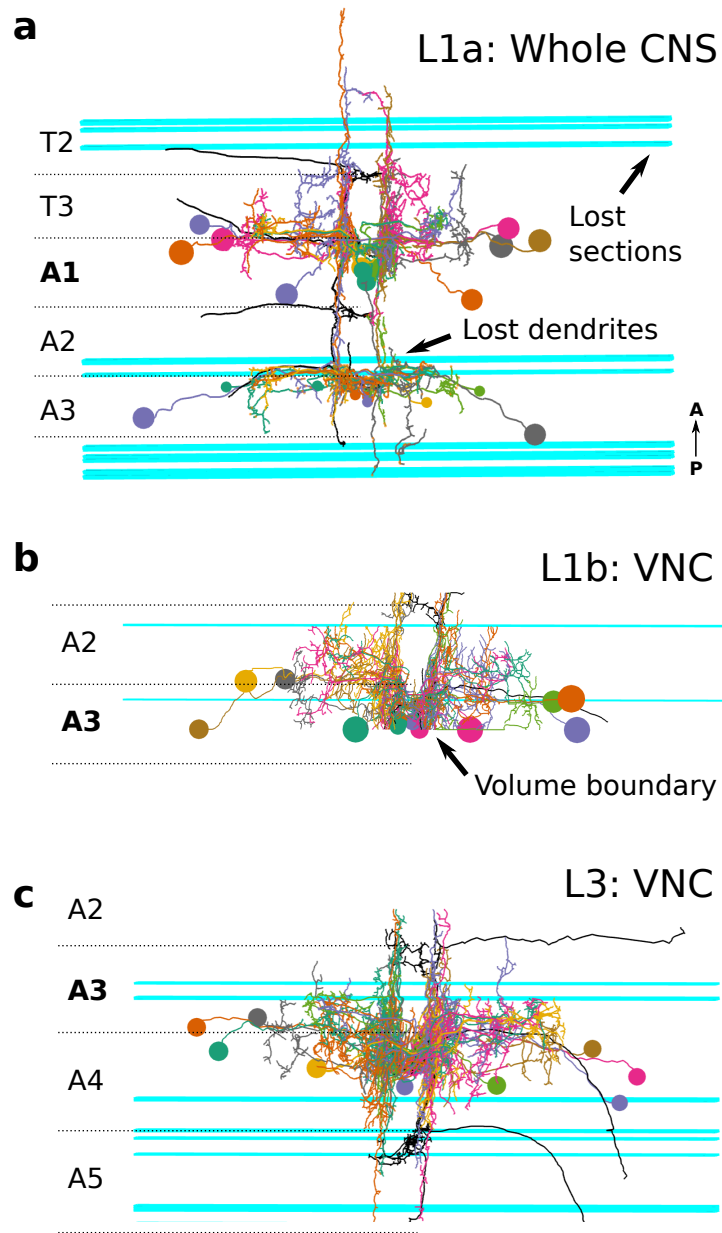 a
L1a: Whole CNS
T2
T3
Lost
sections
A1
Lost dendrites
A2
A3
A
P
b
L1b: VNC
A2
A3
Volume boundary
c
L3: VNC
A2
A3
A4
A5